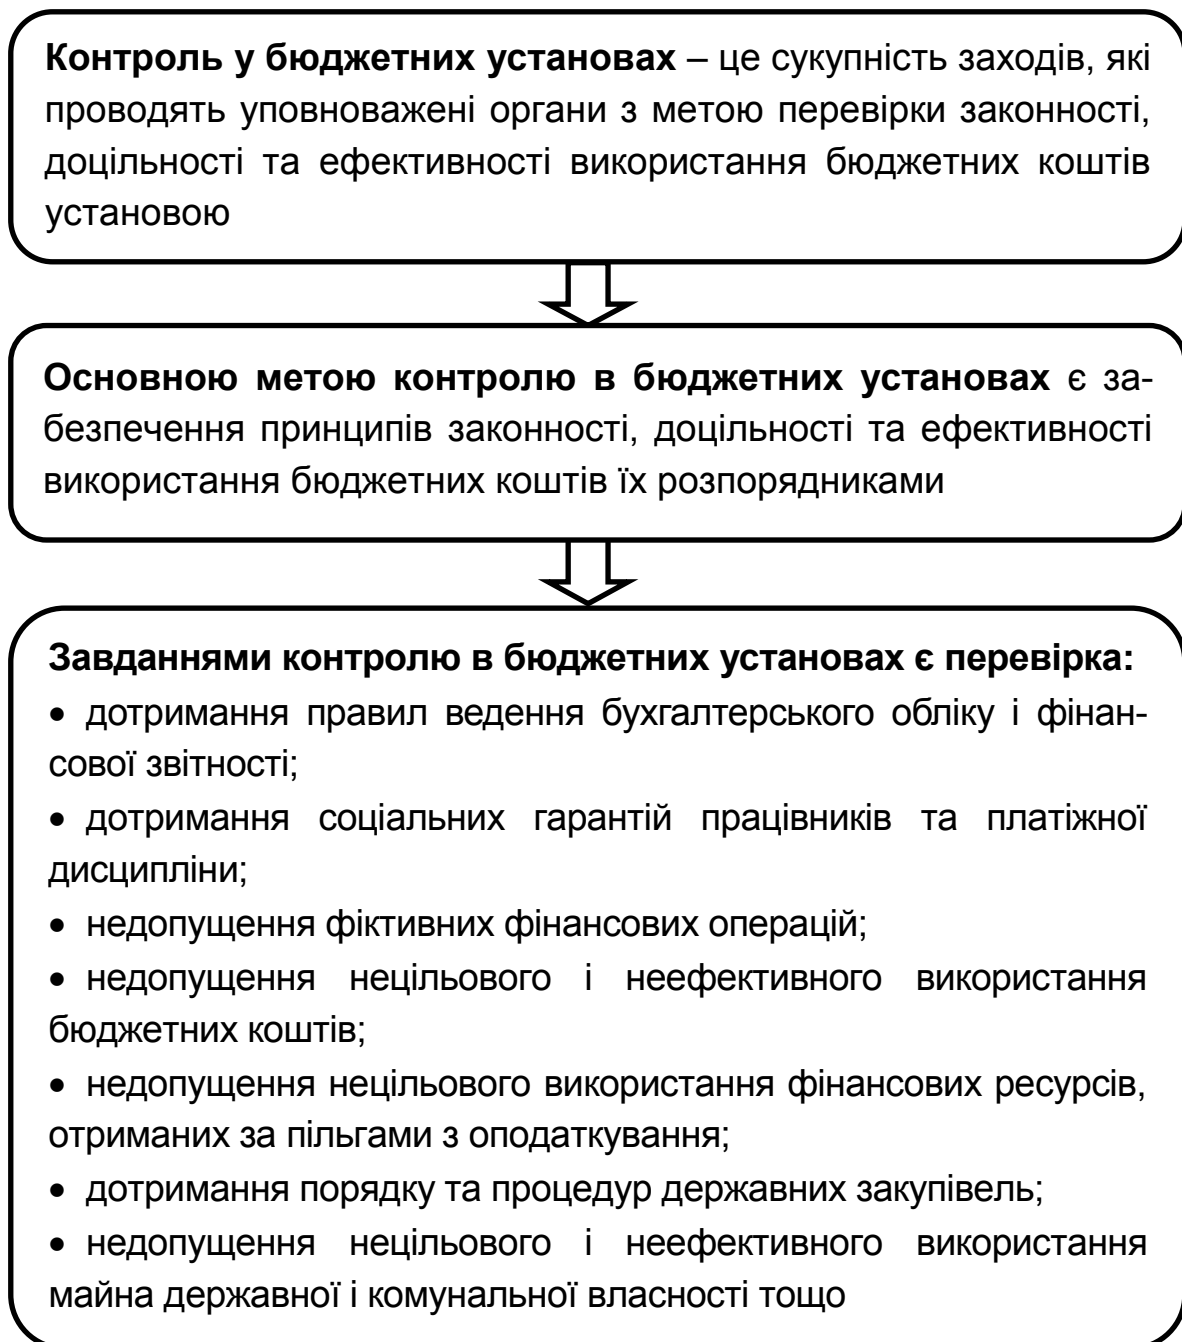 Контроль у бюджетних установах – це сукупність заходів, які
проводять уповноважені органи з метою перевірки законності,
доцільності та ефективності використання бюджетних коштів
установою
Основною метою контролю в бюджетних установах є за-
безпечення принципів законності, доцільності та ефективності
використання бюджетних коштів їх розпорядниками
Завданнями контролю в бюджетних установах є перевірка:
• дотримання правил ведення бухгалтерського обліку і фінан-
сової звітності;
• дотримання соціальних гарантій працівників та платіжної
дисципліни;
• недопущення фіктивних фінансових операцій;
• недопущення нецільового і неефективного використання
бюджетних коштів;
• недопущення нецільового використання фінансових ресурсів,
отриманих за пільгами з оподаткування;
• дотримання порядку та процедур державних закупівель;
• недопущення нецільового і неефективного використання
майна державної і комунальної власності тощо